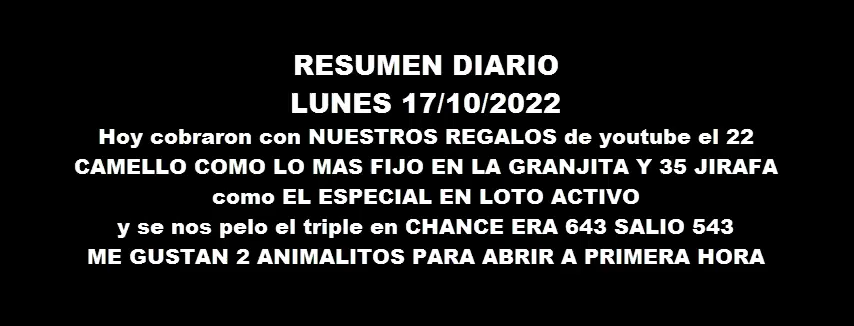 RESUMEN DIARIO
LUNES 17/10/2022
Hoy cobraron con NUESTROS REGALOS de youtube el 22
CAMELLO COMO LO MAS FIJO EN LA GRANJITA Y 35 JIRAFA
como EL ESPECIAL EN LOTO ACTIVO
y se nos pelo el triple en CHANCE ERA 643 SALIO 543
ME GUSTAN 2 ANIMALITOS PARA ABRIR A PRIMERA HORA